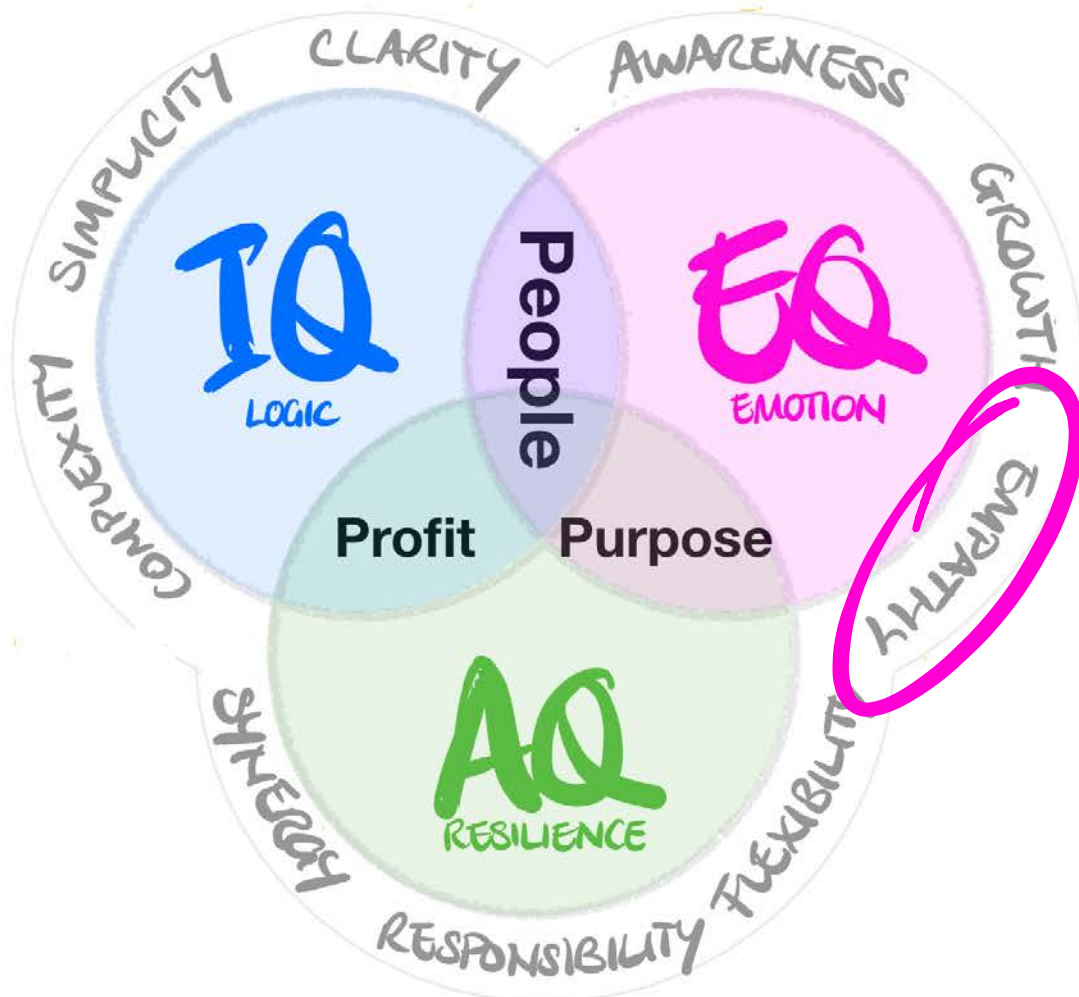 CLARITY
AWARENESS
SIMPLICITY
GROWTH
IQ
LOGIC
People
EQ
EMOTION
COMPLEXITY
EMPATHY
Profit
Purpose
AQ
RESILIENCE
SYNERGY
FLEXIBILITY
RESPONSIBILITY